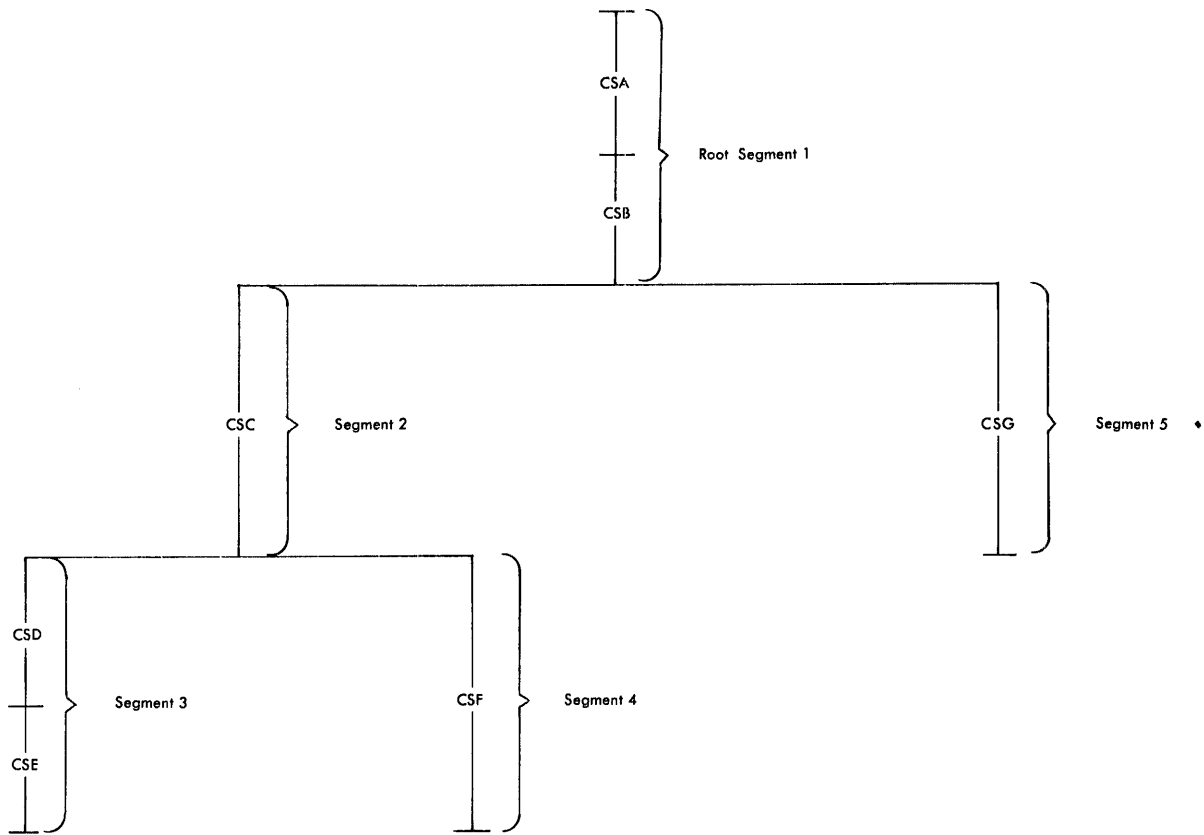 CSA
Root Segment 1
CSB
CSC
Segment 2
CSG
Segment 5
CSD
Segment 3
CSE
CSF
Segment 4